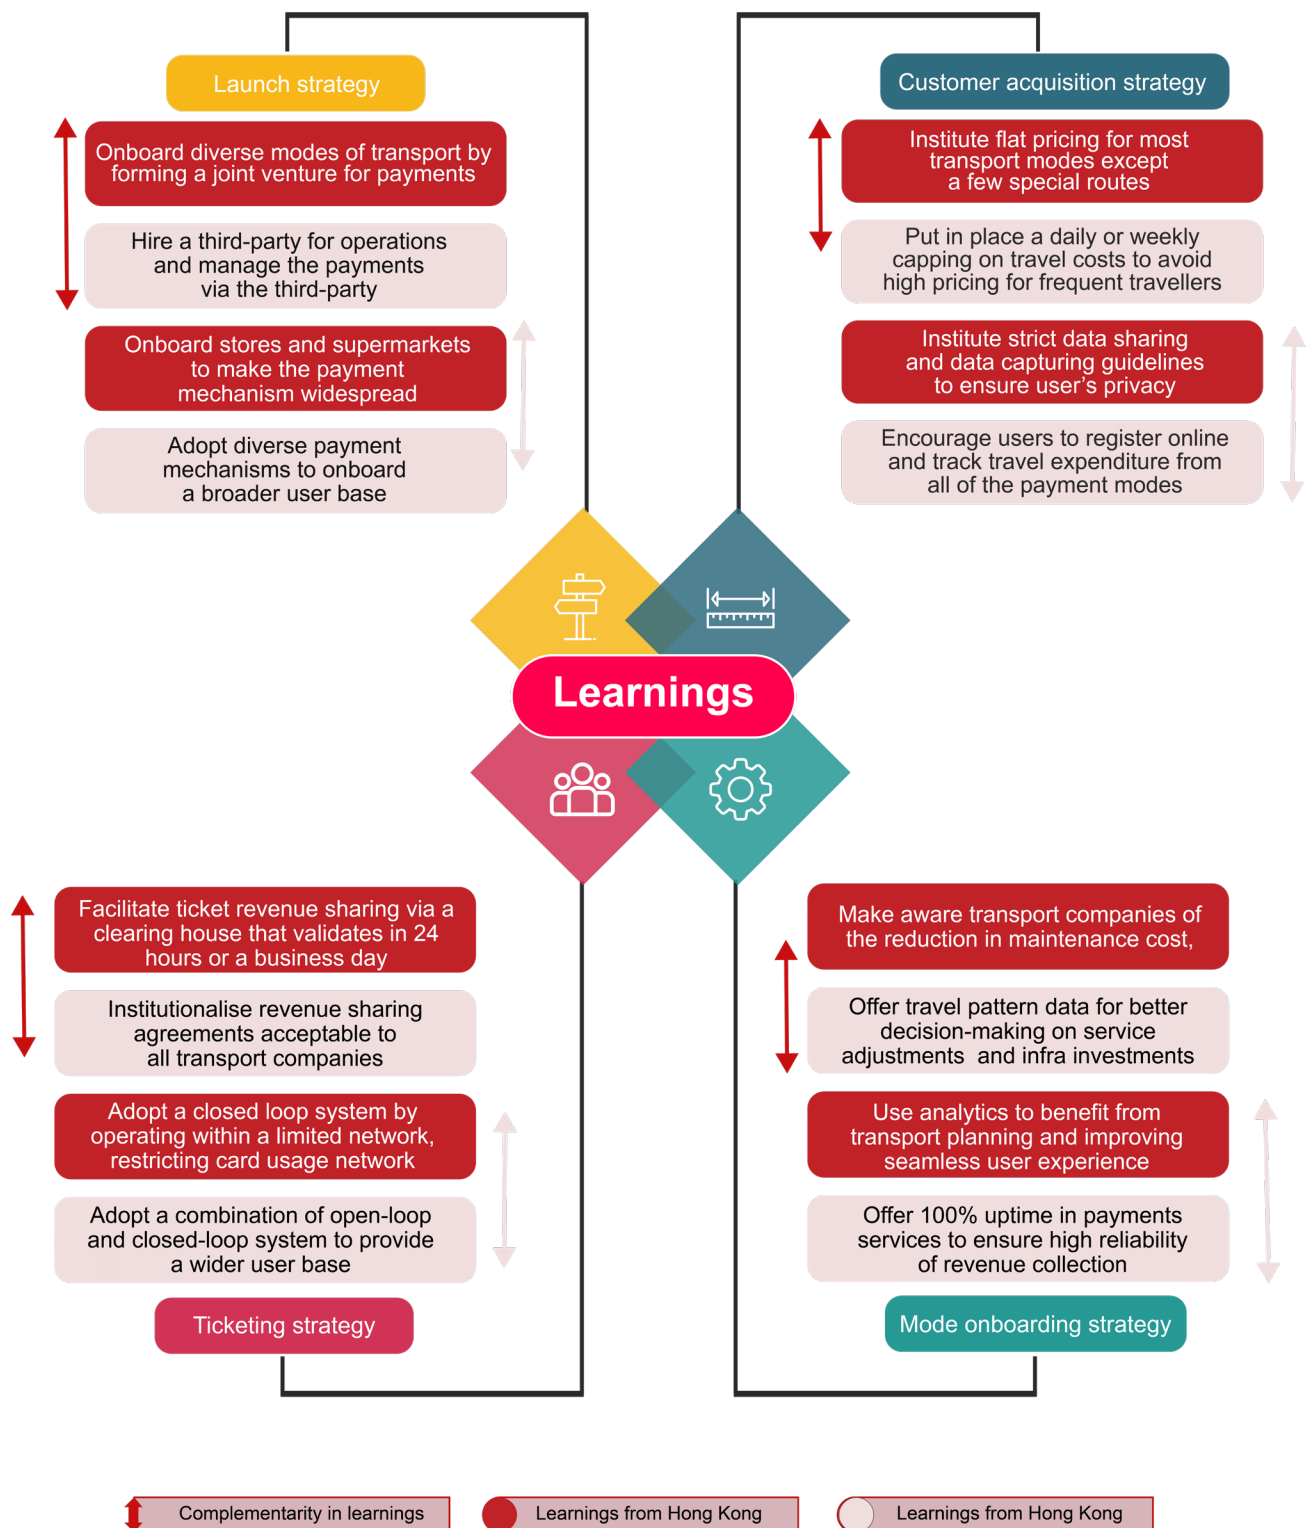 Launch strategy
Onboard diverse modes of transport by
forming a joint venture for payments
Hire a third-party for operations
and manage the payments
via the third-party
Onboard stores and supermarkets
to make the payment
mechanism widespread
Adopt diverse payment
mechanisms to onboard
a broader user base
Customer acquisition strategy
Institute flat pricing for most
transport modes except
a few special routes
Put in place a daily or weekly
capping on travel costs to avoid
high pricing for frequent travellers
Institute strict data sharing
and data capturing guidelines
to ensure user’s privacy
Encourage users to register online
and track travel expenditure from
all of the payment modes
Learnings
Facilitate ticket revenue sharing via a
clearing house that validates in 24
hours or a business day
Institutionalise revenue sharing
agreements acceptable to
all transport companies
Adopt a closed loop system by
operating within a limited network,
restricting card usage network
Adopt a combination of open-loop
and closed-loop system to provide
a wider user base
Ticketing strategy
Make aware transport companies of
the reduction in maintenance cost,
Offer travel pattern data for better
decision-making on service
adjustments and infra investments
Use analytics to benefit from
transport planning and improving
seamless user experience
Offer 100% uptime in payments
services to ensure high reliability
of revenue collection
Mode onboarding strategy
Complementarity in learnings
Learnings from Hong Kong
Learnings from Hong Kong